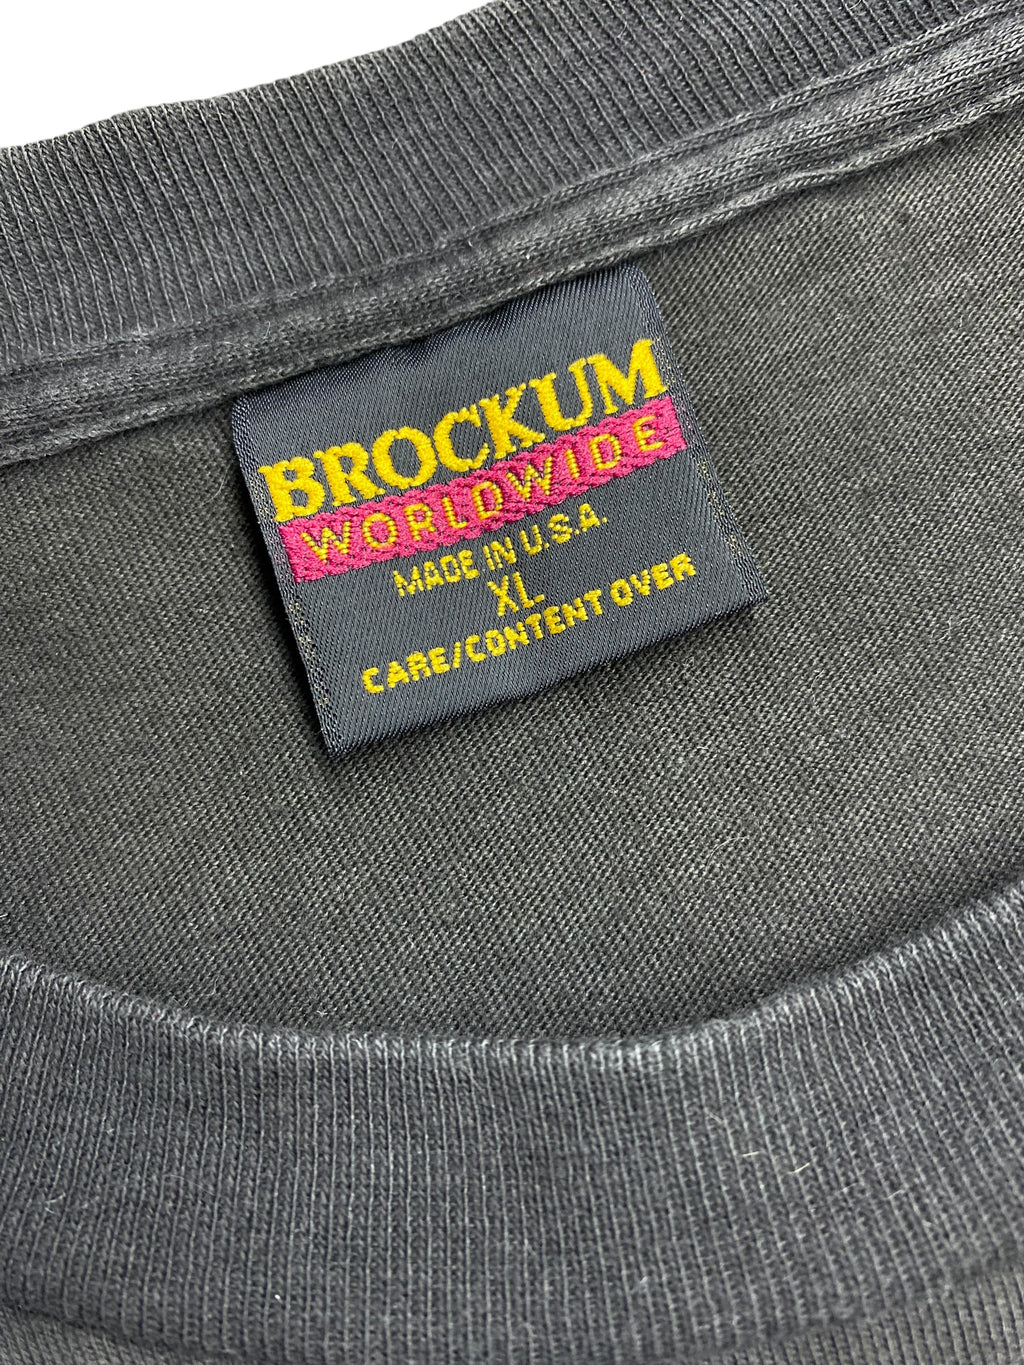 BROCKUM
WORLDWIDE
MADE IN U.S.A.
XL
CARE/CONTENT OVER